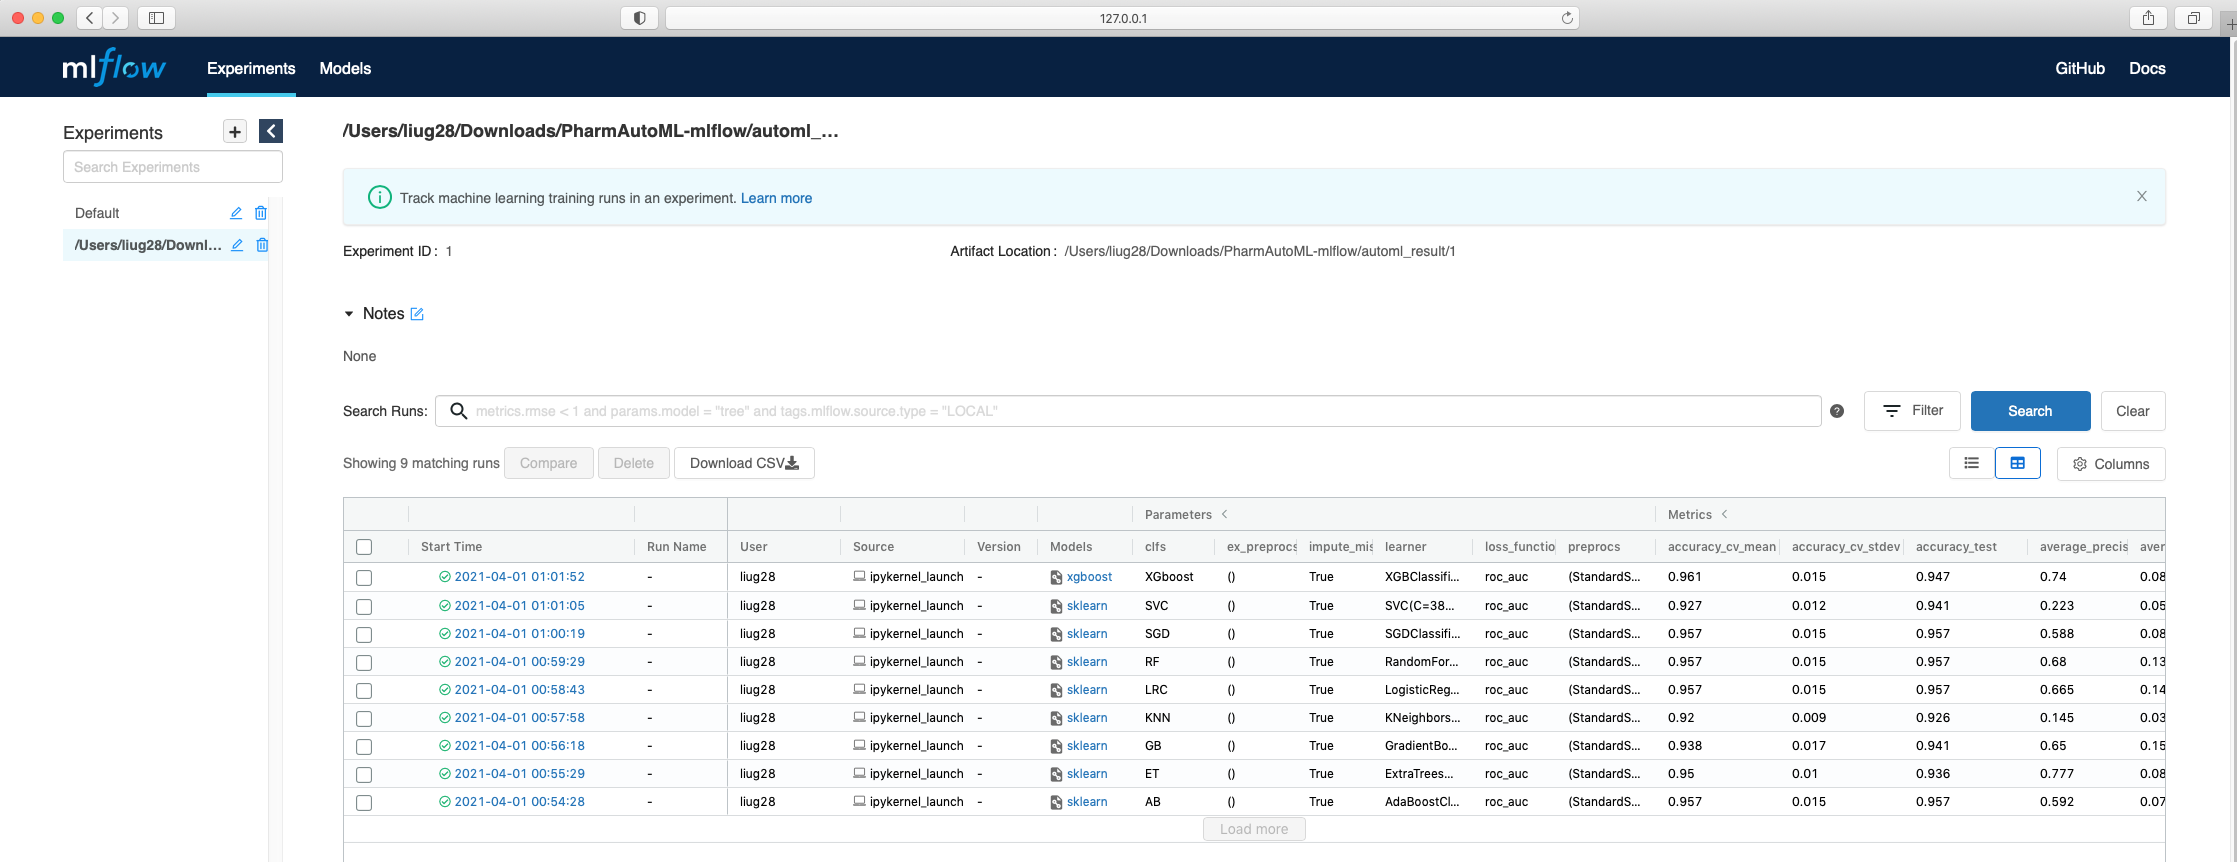 127.0.0.1
mlflow Experiments Models GitHub Docs
Experiments
Search Experiments
Default
/Users/liug28/Downl...
/Users/liug28/Downloads/PharmAutoML-mlflow/automl_...
Track machine learning training runs in an experiment. Learn more
Experiment ID : 1 Artifact Location : /Users/liug28/Downloads/PharmAutoML-mlflow/automl_result/1
Notes
None
Search Runs: metrics.rmse < 1 and params.model = "tree" and tags.mlflow.source.type = "LOCAL" ? Filter Search Clear
Showing 9 matching runs Compare Delete Download CSV Columns
Parameters < Metrics <
Start Time Run Name User Source Version Models clfs ex_preprocs impute_mis learner loss_functio preprocs accuracy_cv_mean accuracy_cv_stdev accuracy_test average_precis aver
2021-04-01 01:01:52 - liug28 ipykernel_launch - xgboost XGboost () True XGBClassifi... roc_auc (StandardS... 0.961 0.015 0.947 0.74 0.08
2021-04-01 01:01:05 - liug28 ipykernel_launch - sklearn SVC () True SVC(C=38... roc_auc (StandardS... 0.927 0.012 0.941 0.223 0.05
2021-04-01 01:00:19 - liug28 ipykernel_launch - sklearn SGD () True SGDClassifi... roc_auc (StandardS... 0.957 0.015 0.957 0.588 0.08
2021-04-01 00:59:29 - liug28 ipykernel_launch - sklearn RF () True RandomFor... roc_auc (StandardS... 0.957 0.015 0.957 0.68 0.13
2021-04-01 00:58:43 - liug28 ipykernel_launch - sklearn LRC () True LogisticReg... roc_auc (StandardS... 0.957 0.015 0.957 0.665 0.14
2021-04-01 00:57:58 - liug28 ipykernel_launch - sklearn KNN () True KNeighbors... roc_auc (StandardS... 0.92 0.009 0.926 0.145 0.03
2021-04-01 00:56:18 - liug28 ipykernel_launch - sklearn GB () True GradientBo... roc_auc (StandardS... 0.938 0.017 0.941 0.65 0.15
2021-04-01 00:55:29 - liug28 ipykernel_launch - sklearn ET () True ExtraTrees... roc_auc (StandardS... 0.95 0.01 0.936 0.777 0.08
2021-04-01 00:54:28 - liug28 ipykernel_launch - sklearn AB () True AdaBoostCl... roc_auc (StandardS... 0.957 0.015 0.957 0.592 0.07
Load more